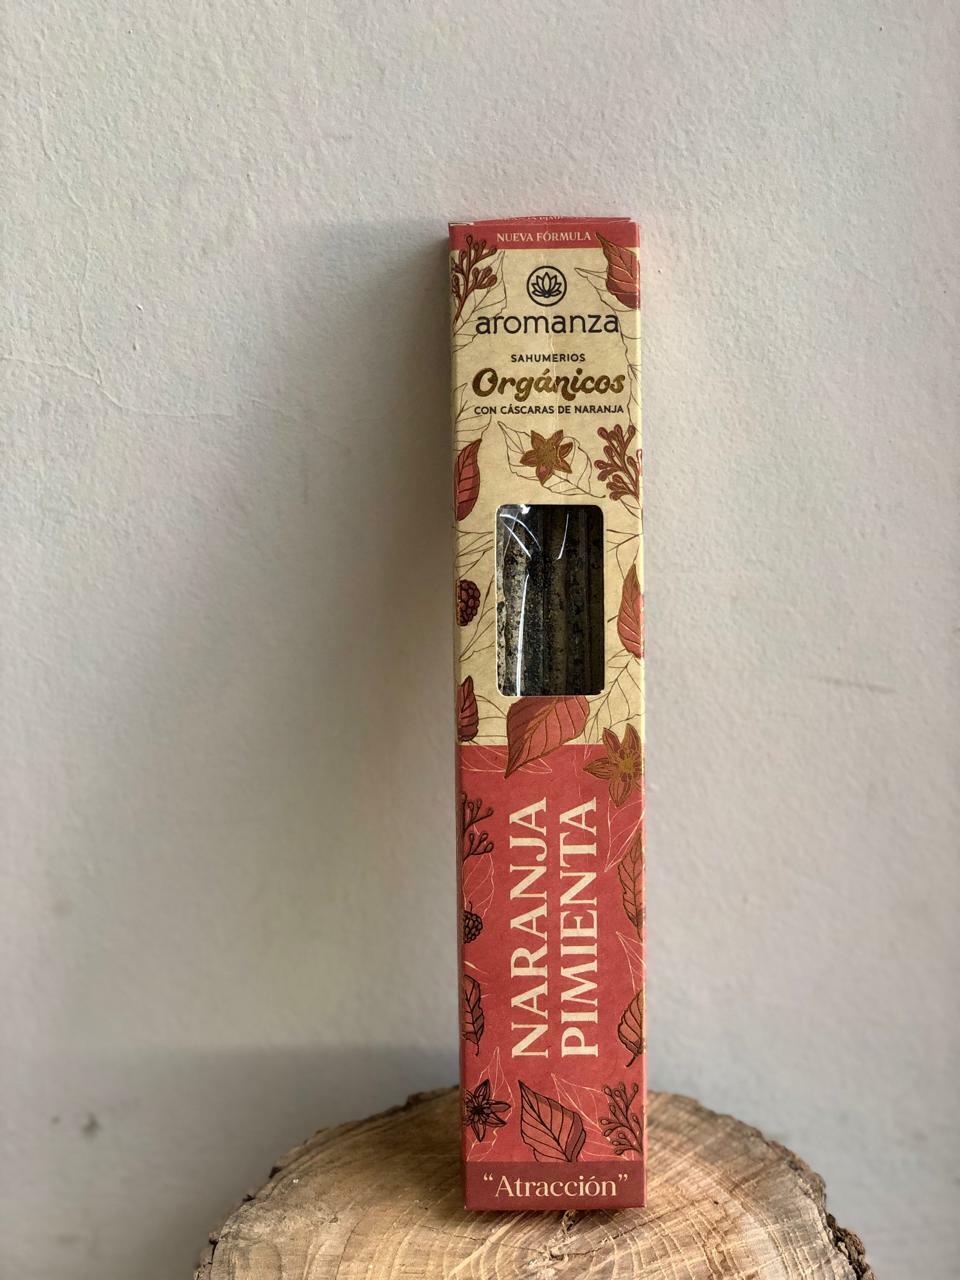 NUEVA FÓRMULA
aromanza
SAHUMERIOS
Orgánicos
CON CÁSCARAS DE NARANJA
NARANJA
PIMIENTA
“Atracción”